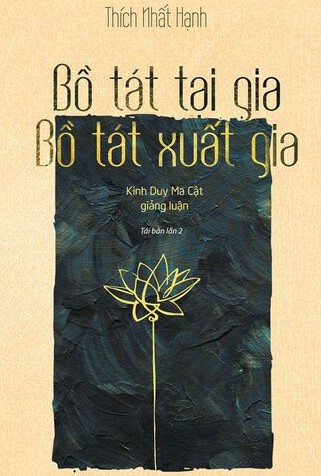 Thích Nhất Hạnh
Bồ tát tại gia
Bồ tát xuất gia
Kinh Duy Ma Cật
giảng luận
Tái bản lần 2